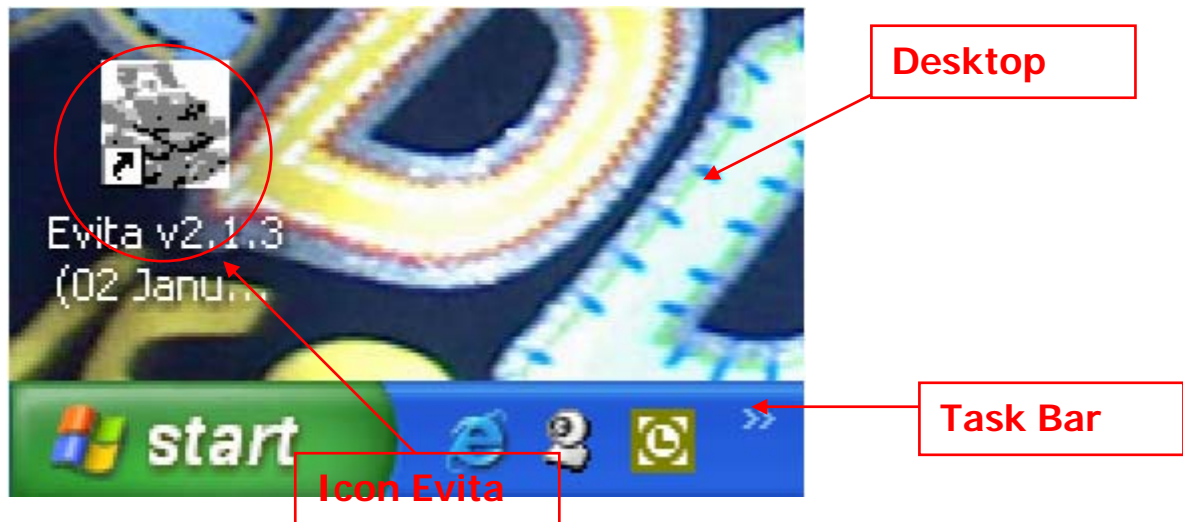 Desktop
Evita v2.1.3
(02 Janu...
Task Bar
start
Icon Evita